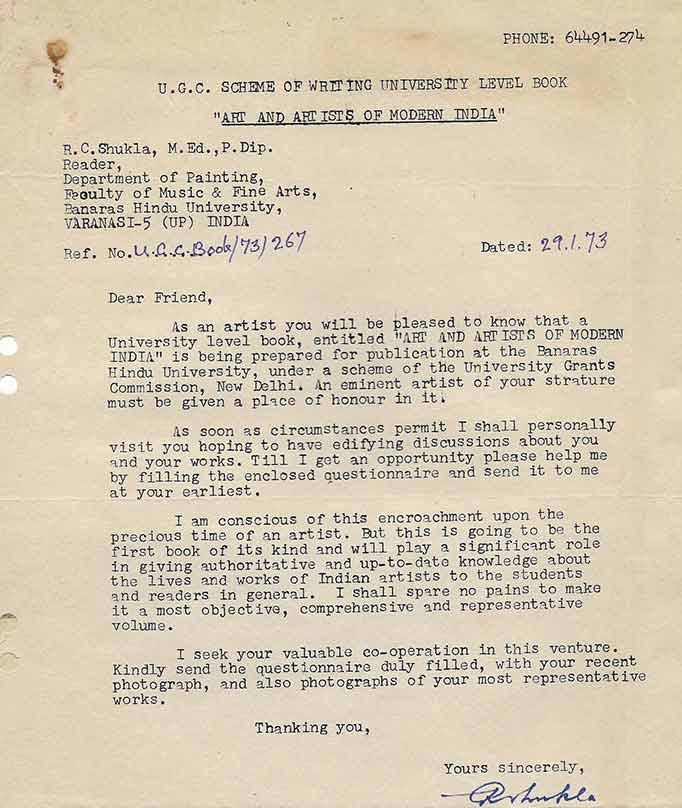 PHONE: 64491-274
U.G.C. SCHEME OF WRITING UNIVERSITY LEVEL BOOK
"ART AND ARTISTS OF MODERN INDIA"
R.C.Shukla, M.Ed.,P.Dip.
Reader,
Department of Painting,
Faculty of Music & Fine Arts,
Banaras Hindu University,
VARANASI-5 (UP) INDIA
Ref. No. U.G.C.Book/73/267 Dated: 29.1.73
Dear Friend,
As an artist you will be pleased to know that a
University level book, entitled "ART AND ARTISTS OF MODERN
INDIA" is being prepared for publication at the Banaras
Hindu University, under a scheme of the University Grants
Commission, New Delhi. An eminent artist of your strature
must be given a place of honour in it.
As soon as circumstances permit I shall personally
visit you hoping to have edifying discussions about you
and your works. Till I get an opportunity please help me
by filling the enclosed questionnaire and send it to me
at your earliest.
I am conscious of this encroachment upon the
precious time of an artist. But this is going to be the
first book of its kind and will play a significant role
in giving authoritative and up-to-date knowledge about
the lives and works of Indian artists to the students
and readers in general. I shall spare no pains to make
it a most objective, comprehensive and representative
volume.
I seek your valuable co-operation in this venture.
Kindly send the questionnaire duly filled, with your recent
photograph, and also photographs of your most representative
works.
Thanking you,
Yours sincerely,
RShukla